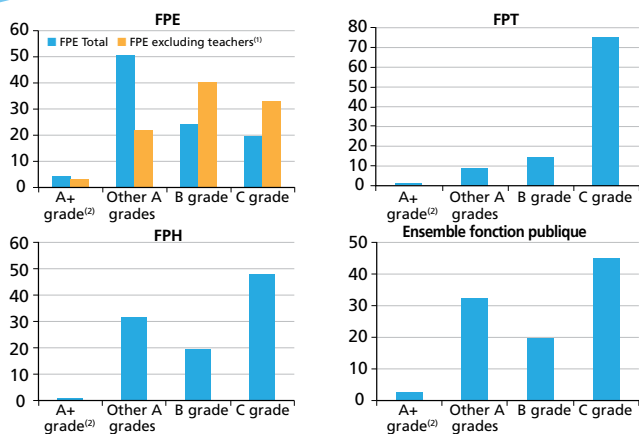 FPE
60
FPE Total
FPE excluding teachers(1)
50
40
30
20
10
0
A+
grade(2)
Other A
grades
B grade
C grade
FPT
80
70
60
50
40
30
20
10
0
A+
grade(2)
Other A
grades
B grade
C grade
FPH
60
50
40
30
20
10
0
A+
grade(2)
Other A
grades
B grade
C grade
Ensemble fonction publique
50
40
30
20
10
0
A+
grade(2)
Other A
grades
B grade
C grade